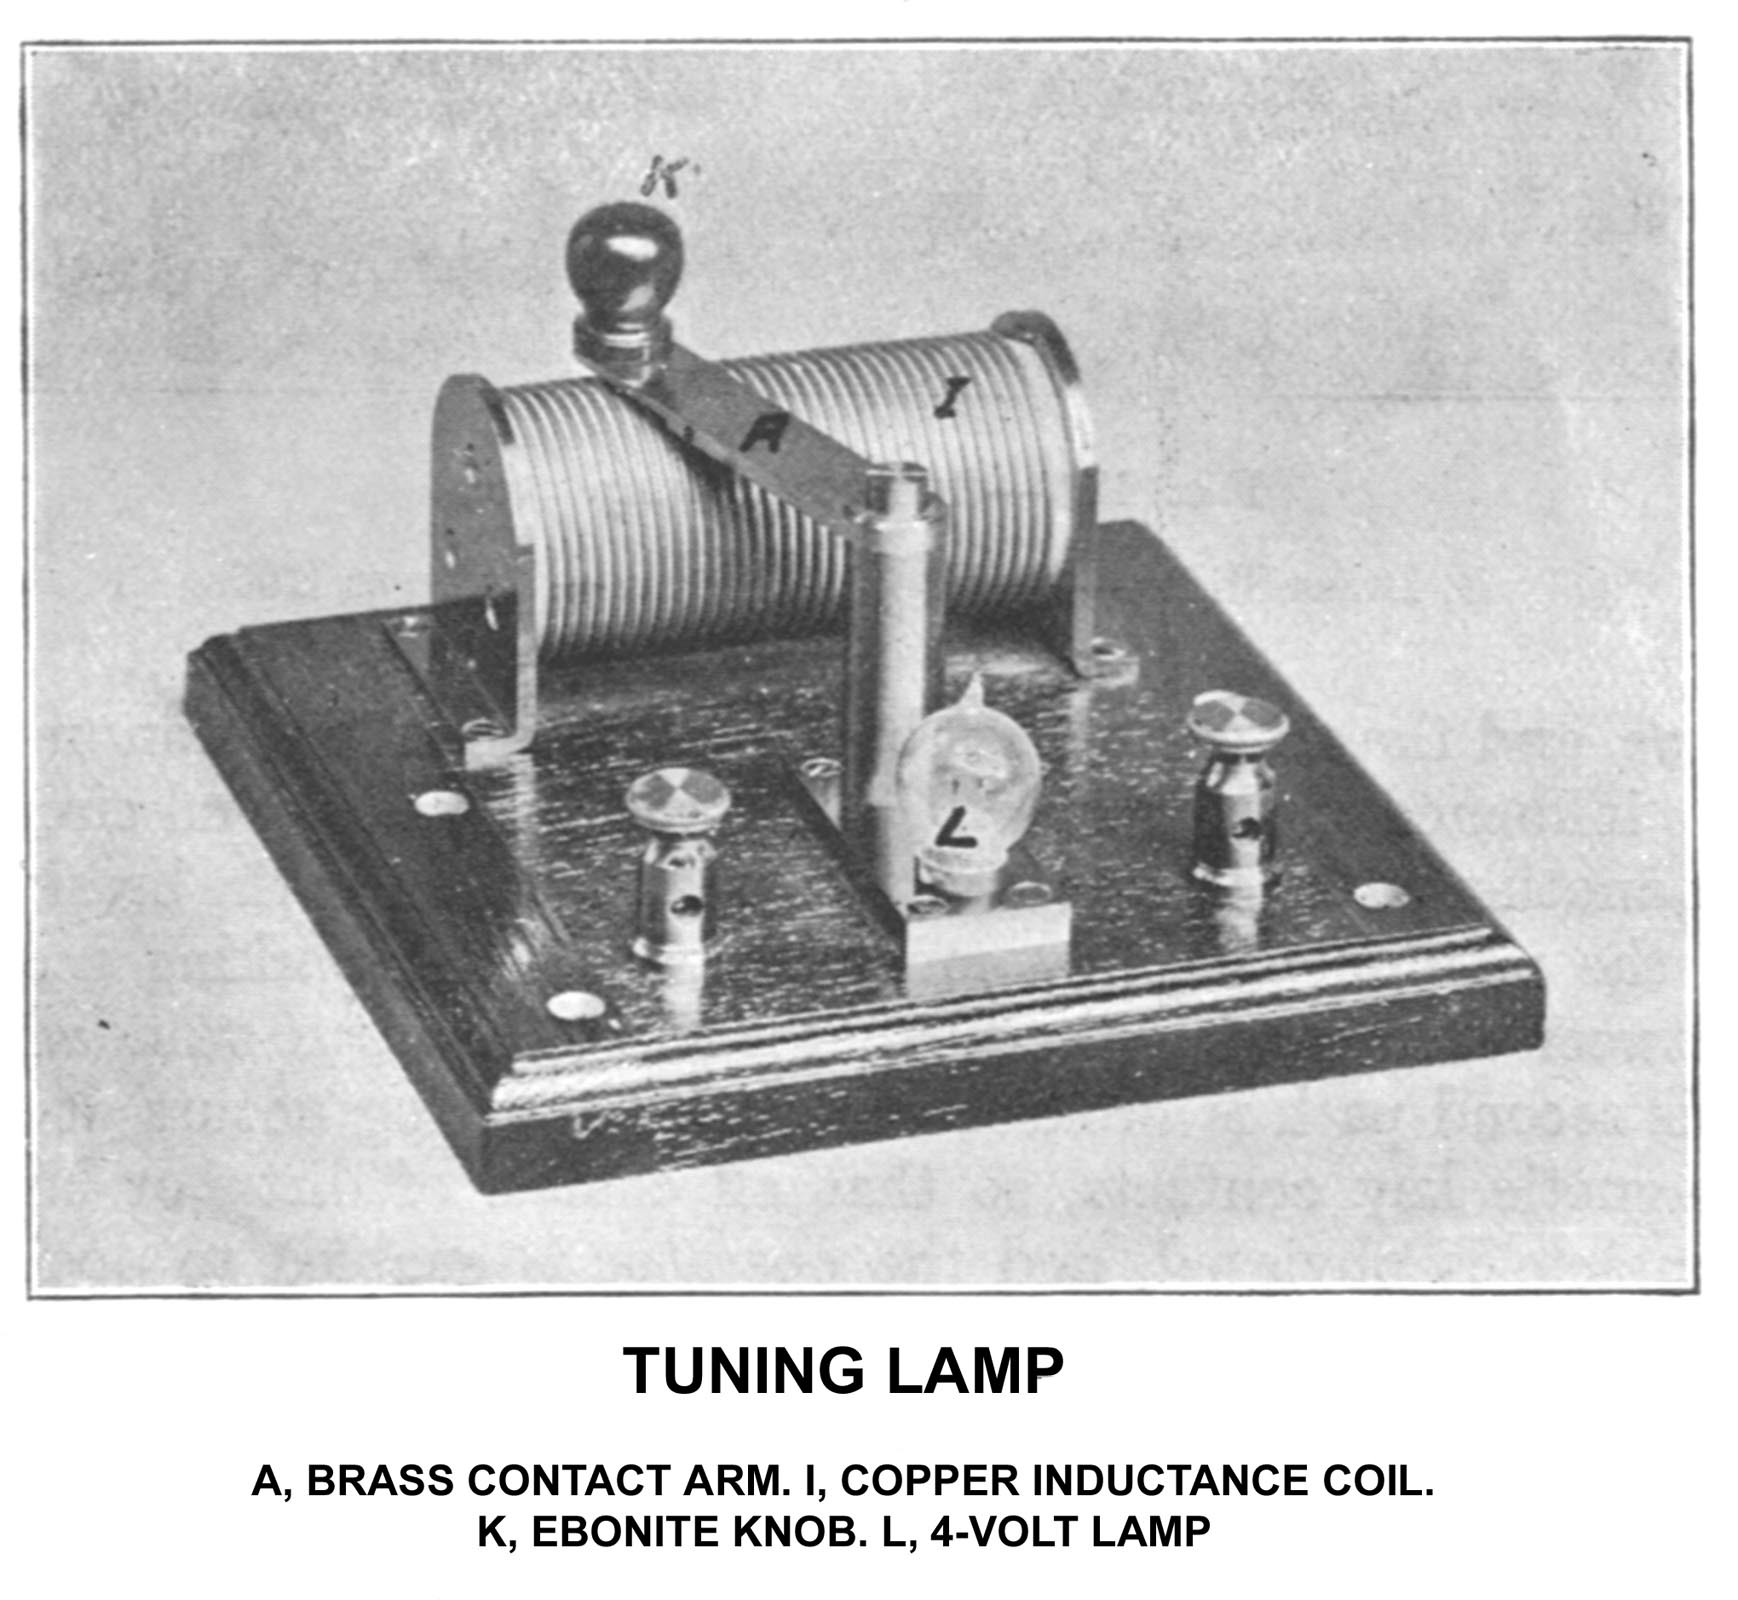 K
I
A
L
TUNING LAMP
A, BRASS CONTACT ARM. I, COPPER INDUCTANCE COIL.
K, EBONITE KNOB. L, 4-VOLT LAMP